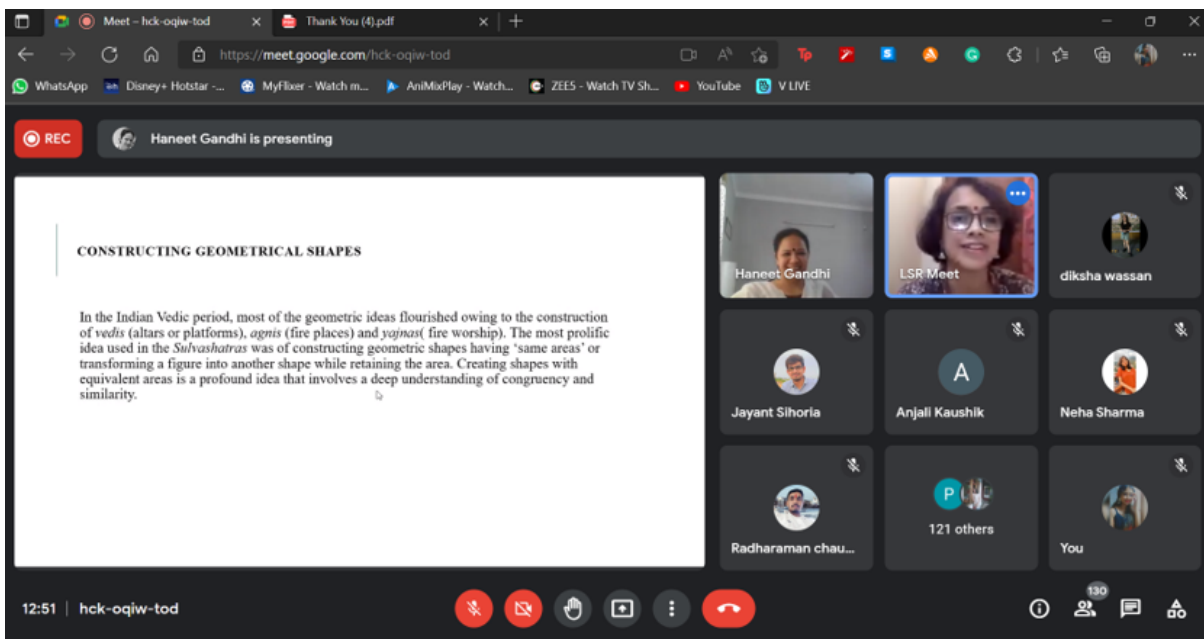 Meet – hck-oqiw-tod
Thank You (4).pdf
https://meet.google.com/hck-oqiw-tod
WhatsApp
Disney+ Hotstar -...
MyFlixer - Watch m...
AniMixPlay - Watch...
ZEE5 - Watch TV Sh...
YouTube
V LIVE
REC
Haneet Gandhi is presenting
CONSTRUCTING GEOMETRICAL SHAPES
In the Indian Vedic period, most of the geometric ideas flourished owing to the construction
of vedis (altars or platforms), agnis (fire places) and yajnas( fire worship). The most prolific
idea used in the Sulvashatras was of constructing geometric shapes having ‘same areas’ or
transforming a figure into another shape while retaining the area. Creating shapes with
equivalent areas is a profound idea that involves a deep understanding of congruency and
similarity.
Haneet Gandhi
LSR Meet
diksha wassan
Jayant Sihoria
A
Anjali Kaushik
Neha Sharma
Radharaman chau...
P
121 others
You
12:51 | hck-oqiw-tod
130